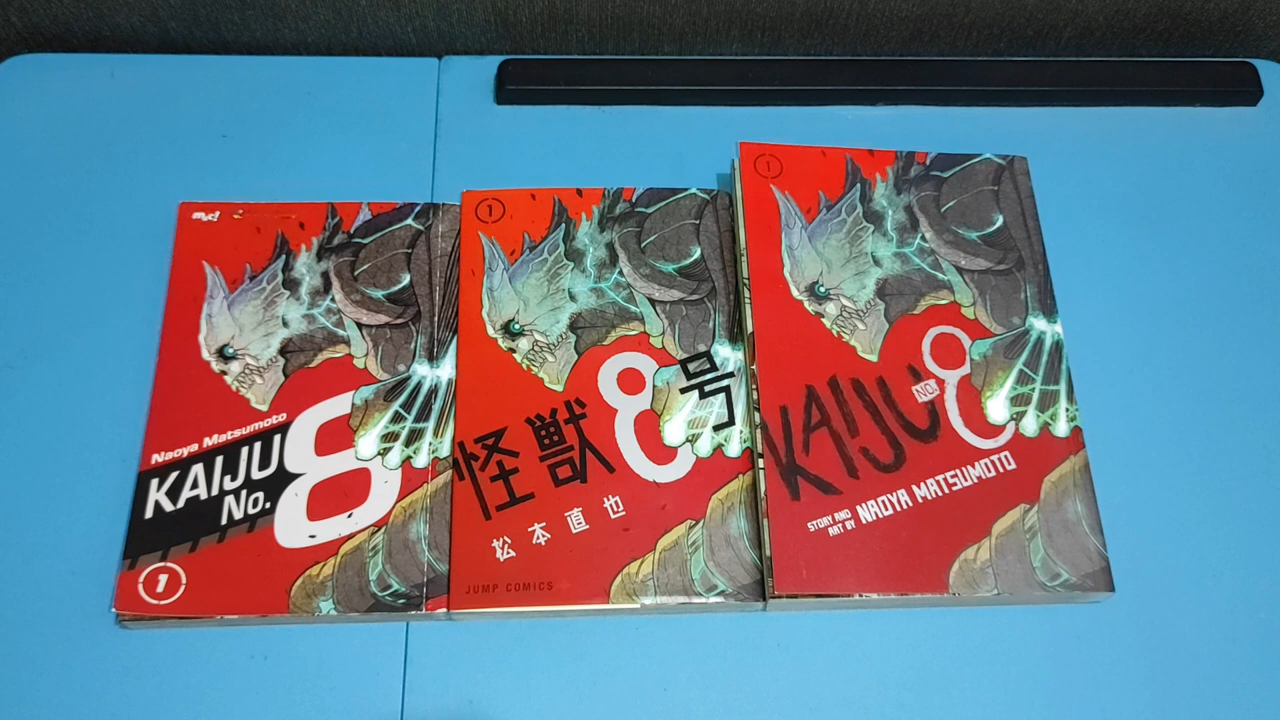 m&c!
Naoya Matsumoto
KAIJU
No. 8
1
1
怪獣8号
松本直也
JUMP COMICS
1
KAIJU NO. 8
STORY AND
ART BY NAOYA MATSUMOTO